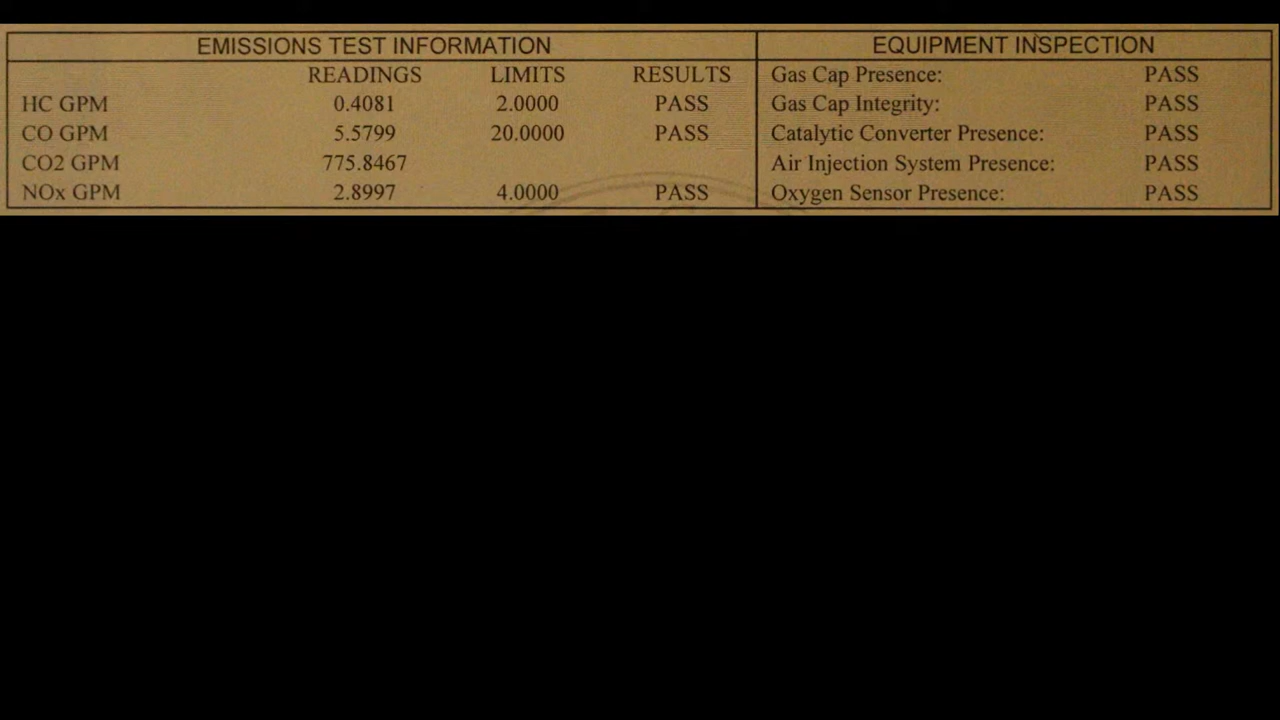 EMISSIONS TEST INFORMATION
READINGS LIMITS RESULTS
HC GPM 0.4081 2.0000 PASS
CO GPM 5.5799 20.0000 PASS
CO2 GPM 775.8467
NOx GPM 2.8997 4.0000 PASS
EQUIPMENT INSPECTION
Gas Cap Presence: PASS
Gas Cap Integrity: PASS
Catalytic Converter Presence: PASS
Air Injection System Presence: PASS
Oxygen Sensor Presence: PASS